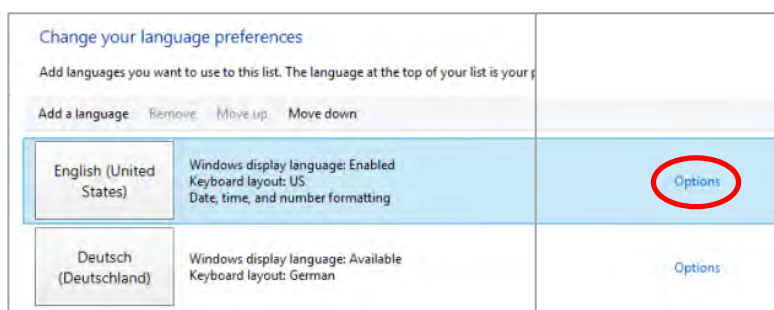 Change your language preferences
Add languages you want to use to this list. The language at the top of your list is your
Add a language Remove Move up Move down
English (United States)
Windows display language: Enabled
Keyboard layout: US
Date, time, and number formatting
Options
Deutsch (Deutschland)
Windows display language: Available
Keyboard layout: German
Options